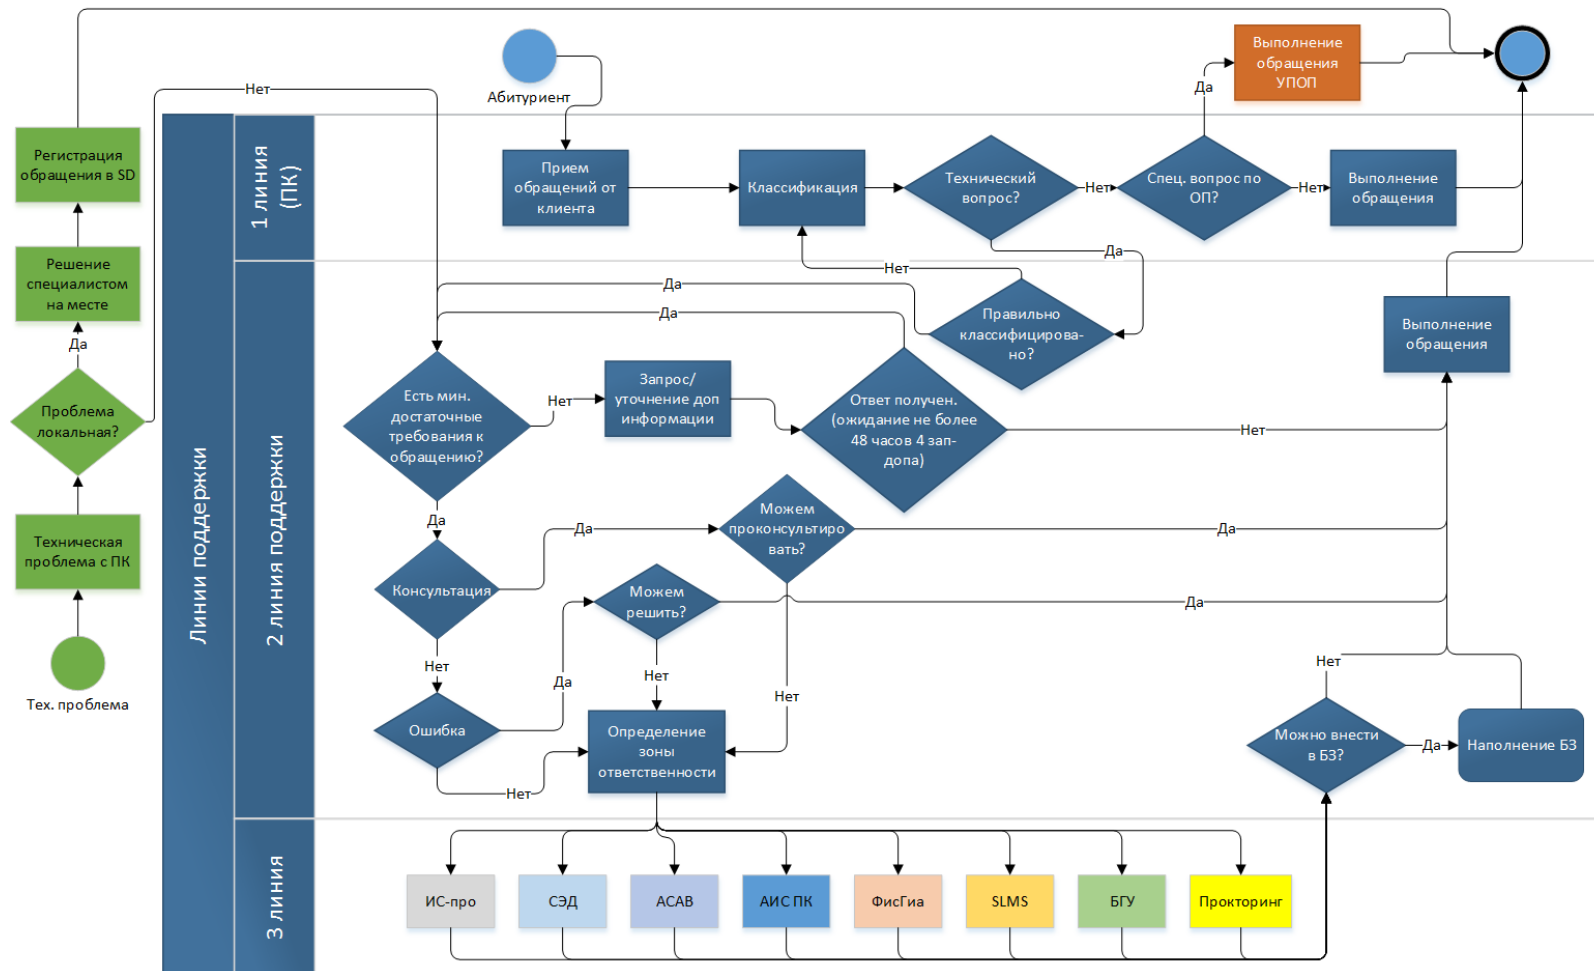 Выполнение
обращения
УПОП
Да
Нет
Абитуриент
Регистрация
обращения в SD
Решение
специалистом
на месте
Да
Проблема
локальная?
Техническая
проблема с ПК
Тех. проблема
Линии поддержки
1 линия
(ПК)
Прием
обращений от
клиента
Классификация
Технический
вопрос?
Нет
Спец. вопрос по
ОП?
Нет
Выполнение
обращения
Да
2 линия поддержки
Нет
Да
Да
Правильно
классифицирова-
но?
Выполнение
обращения
Есть мин.
достаточные
требования к
обращению?
Нет
Запрос/
уточнение доп
информации
Ответ получен.
(ожидание не более
48 часов 4 зап-
допа)
Нет
Да
Консультация
Да
Можем
проконсультиро
вать?
Да
Можем
решить?
Да
Нет
Да
Нет
Нет
Ошибка
Нет
Определение
зоны
ответственности
Нет
Можно внести
в БЗ?
Да
Наполнение БЗ
3 линия
ИС-про
СЭД
АСАВ
АИС ПК
ФисГиа
SLMS
БГУ
Прокторинг